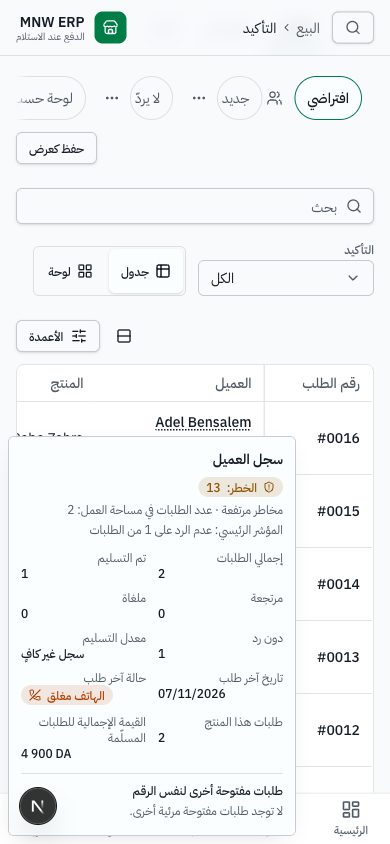 MNW ERP
الدفع عند الاستلام
البيع › التأكيد
افتراضي
جديد
لا يردّ
حفظ كعرض
بحث
التأكيد
الكل
جدول
لوحة
الأعمدة
رقم الطلب
العميل
المنتج
#0016
Adel Bensalem
#0015
#0014
#0013
#0012
سجل العميل
الخطر: 13
مخاطر مرتفعة · عدد الطلبات في مساحة العمل: 2
المؤشر الرئيسي: عدم الرد على 1 من الطلبات
إجمالي الطلبات
2
تم التسليم
1
مرتجعة
0
ملغاة
0
دون رد
1
معدل التسليم
سجل غير كافٍ
تاريخ آخر طلب
07/11/2026
حالة آخر طلب
الهاتف مغلق
طلبات هذا المنتج
2
القيمة الإجمالية للطلبات
المسلّمة
4 900 DA
طلبات مفتوحة أخرى لنفس الرقم
لا توجد طلبات مفتوحة مرئية أخرى.
N
الرئيسية